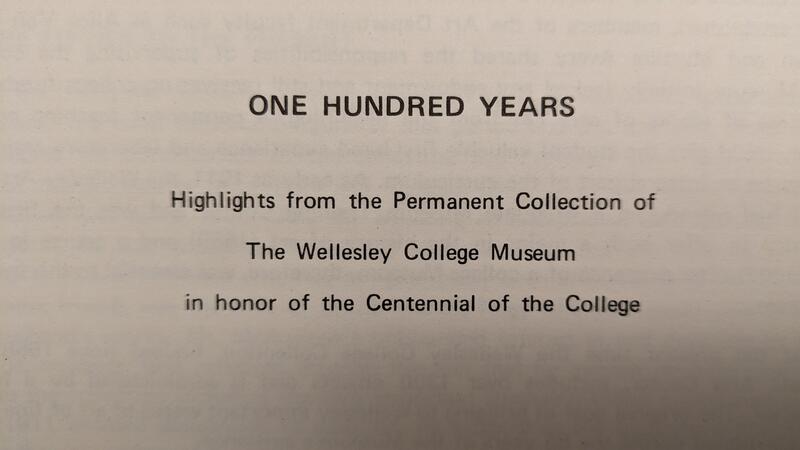 ONE HUNDRED YEARS
Highlights from the Permanent Collection of
The Wellesley College Museum
in honor of the Centennial of the College